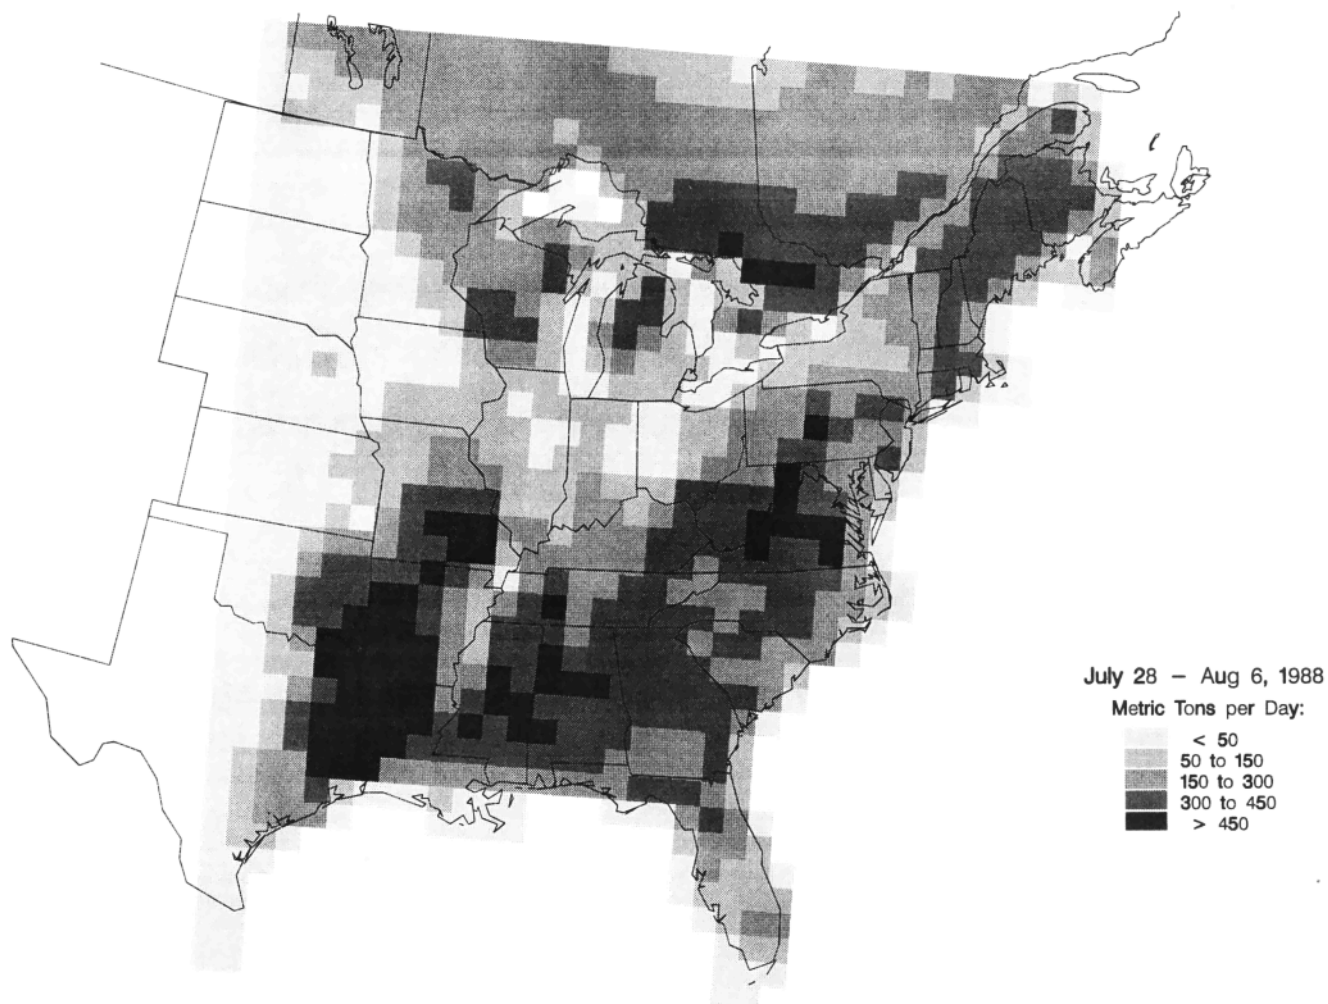 July 28 – Aug 6, 1988
Metric Tons per Day:
< 50
50 to 150
150 to 300
300 to 450
> 450